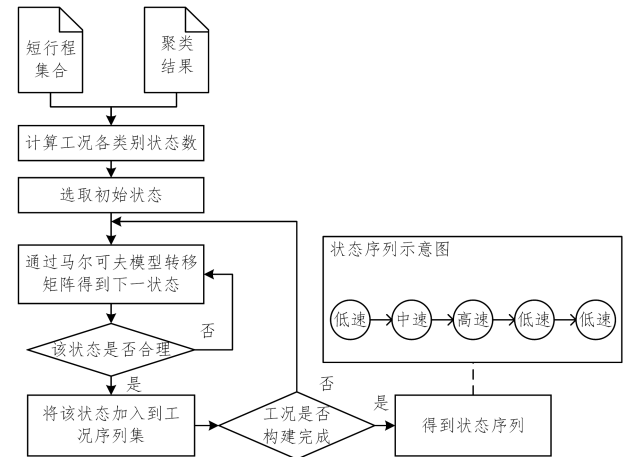 短行程
集合
聚类
结果
计算工况各类别状态数
选取初始状态
通过马尔可夫模型转移
矩阵得到下一状态
否
该状态是否合理
是
将该状态加入到工
况序列集
否
工况是否
构建完成
是
得到状态序列
状态序列示意图
低速
中速
高速
低速
低速